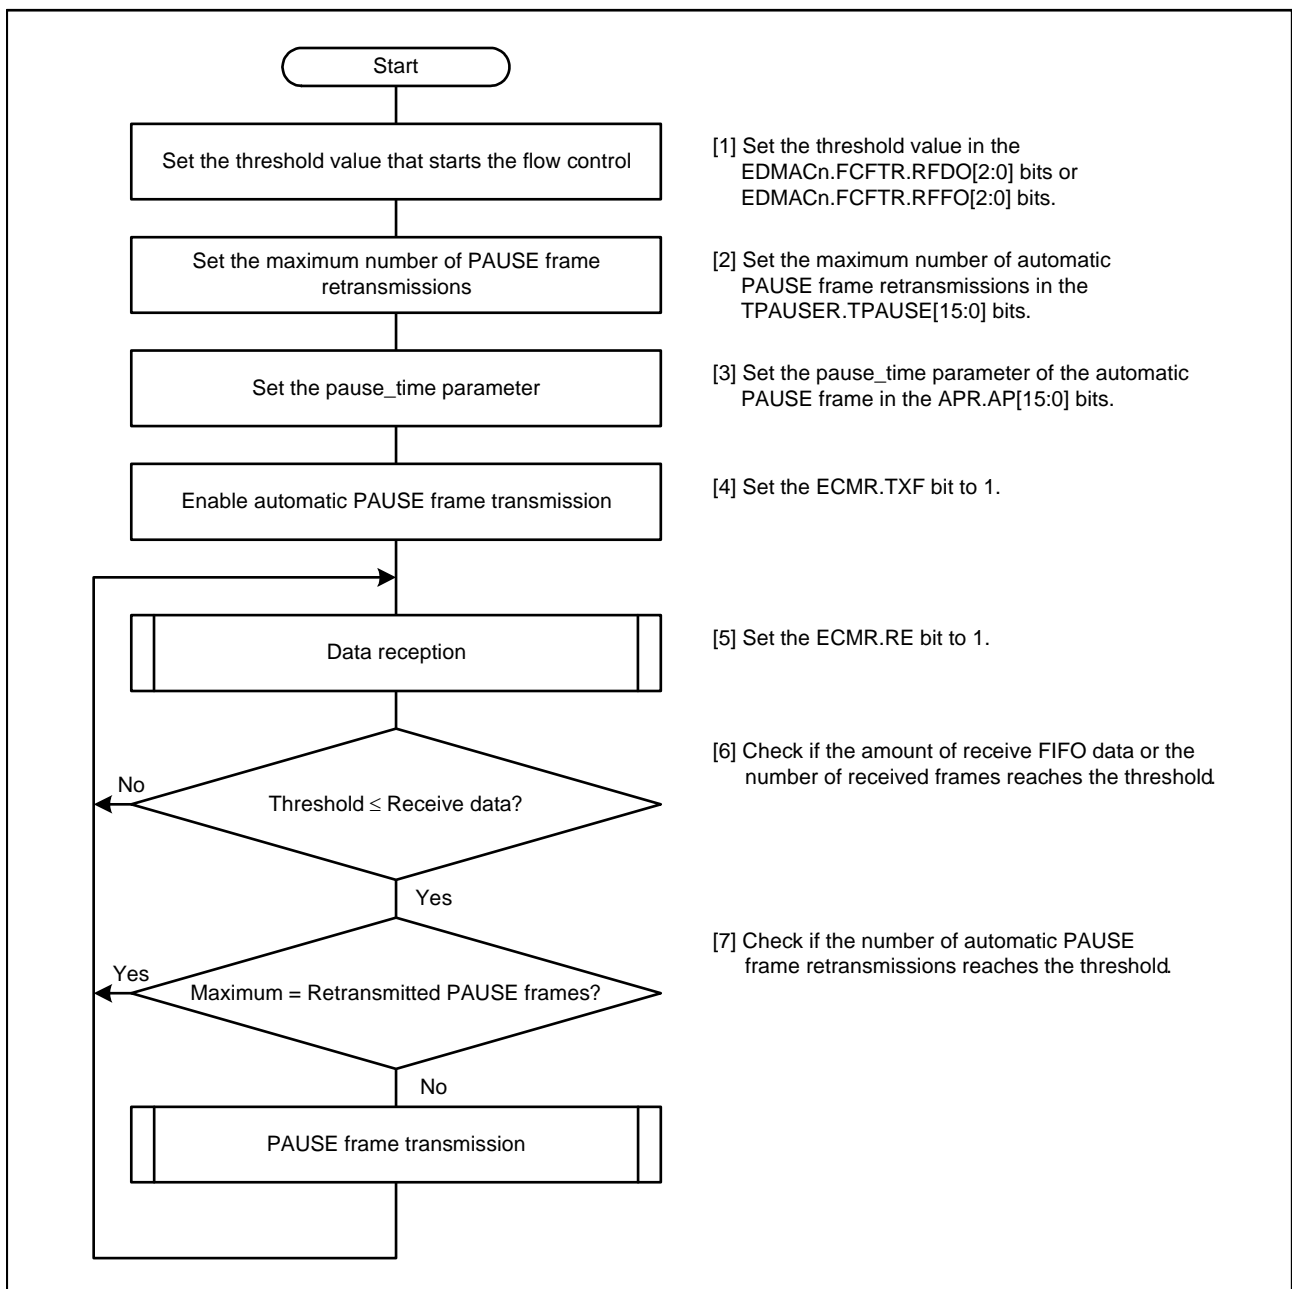 Start
Set the threshold value that starts the flow control
[1] Set the threshold value in the
EDMACn.FCFTR.RFDO[2:0] bits or
EDMACn.FCFTR.RFFO[2:0] bits.
Set the maximum number of PAUSE frame
retransmissions
[2] Set the maximum number of automatic
PAUSE frame retransmissions in the
TPAUSER.TPAUSE[15:0] bits.
Set the pause_time parameter
[3] Set the pause_time parameter of the automatic
PAUSE frame in the APR.AP[15:0] bits.
Enable automatic PAUSE frame transmission
[4] Set the ECMR.TXF bit to 1.
Data reception
[5] Set the ECMR.RE bit to 1.
[6] Check if the amount of receive FIFO data or the
number of received frames reaches the threshold.
No
Threshold ≤ Receive data?
Yes
[7] Check if the number of automatic PAUSE
frame retransmissions reaches the threshold.
Yes
Maximum = Retransmitted PAUSE frames?
No
PAUSE frame transmission